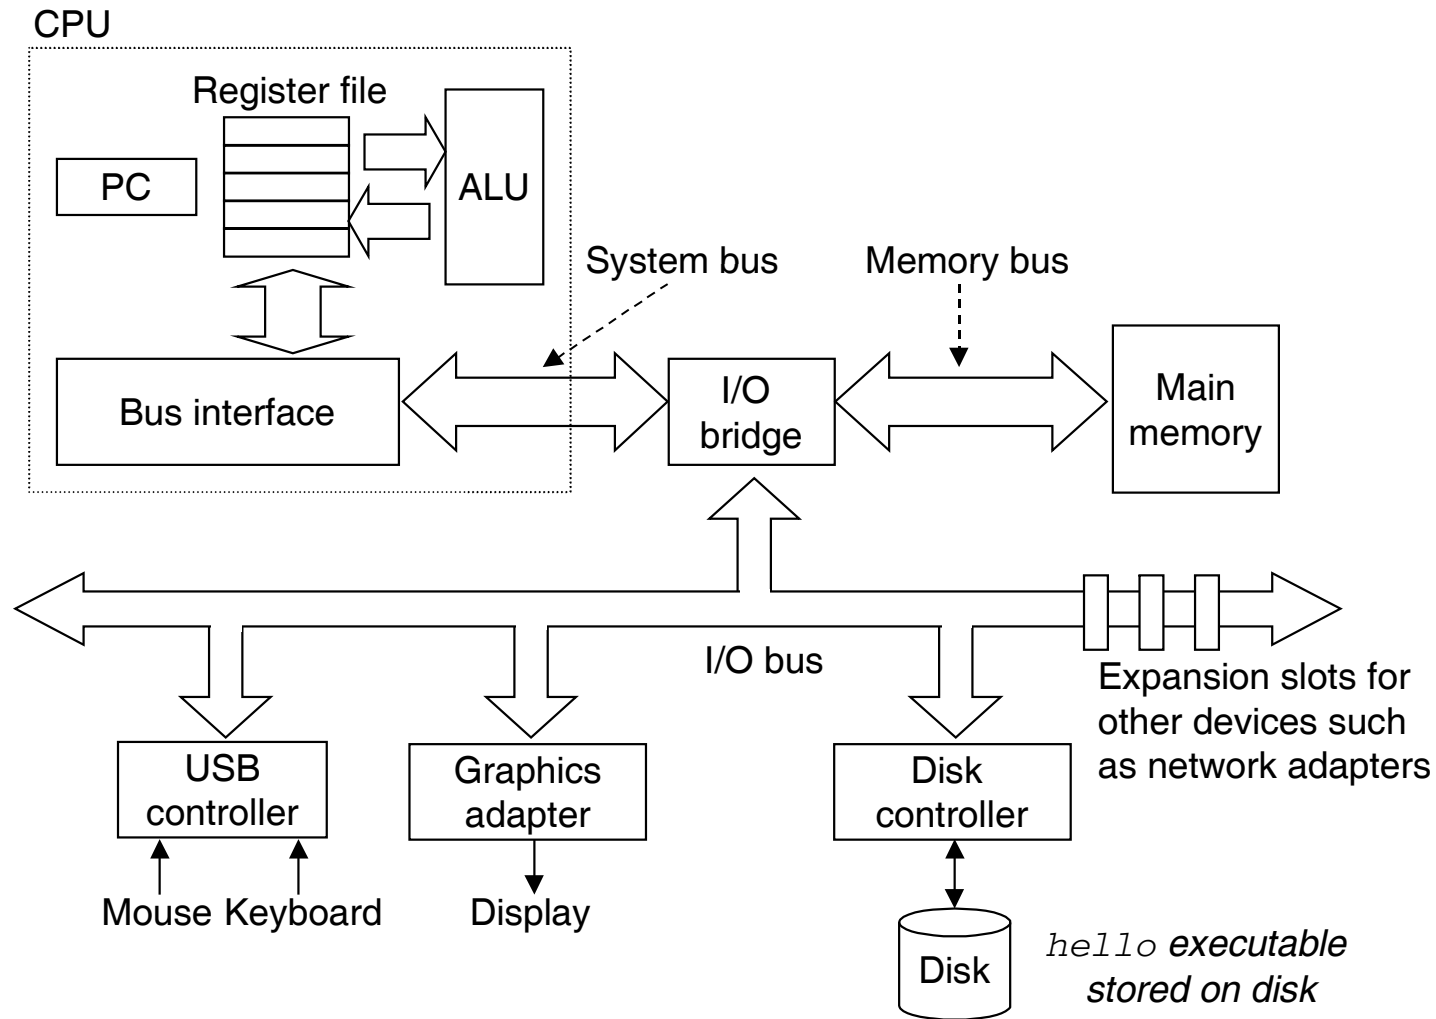 CPU
Register file
PC
ALU
System bus
Memory bus
Bus interface
I/O
bridge
Main
memory
I/O bus
Expansion slots for
other devices such
as network adapters
USB
controller
Graphics
adapter
Disk
controller
Mouse
Keyboard
Display
Disk
hello executable
stored on disk